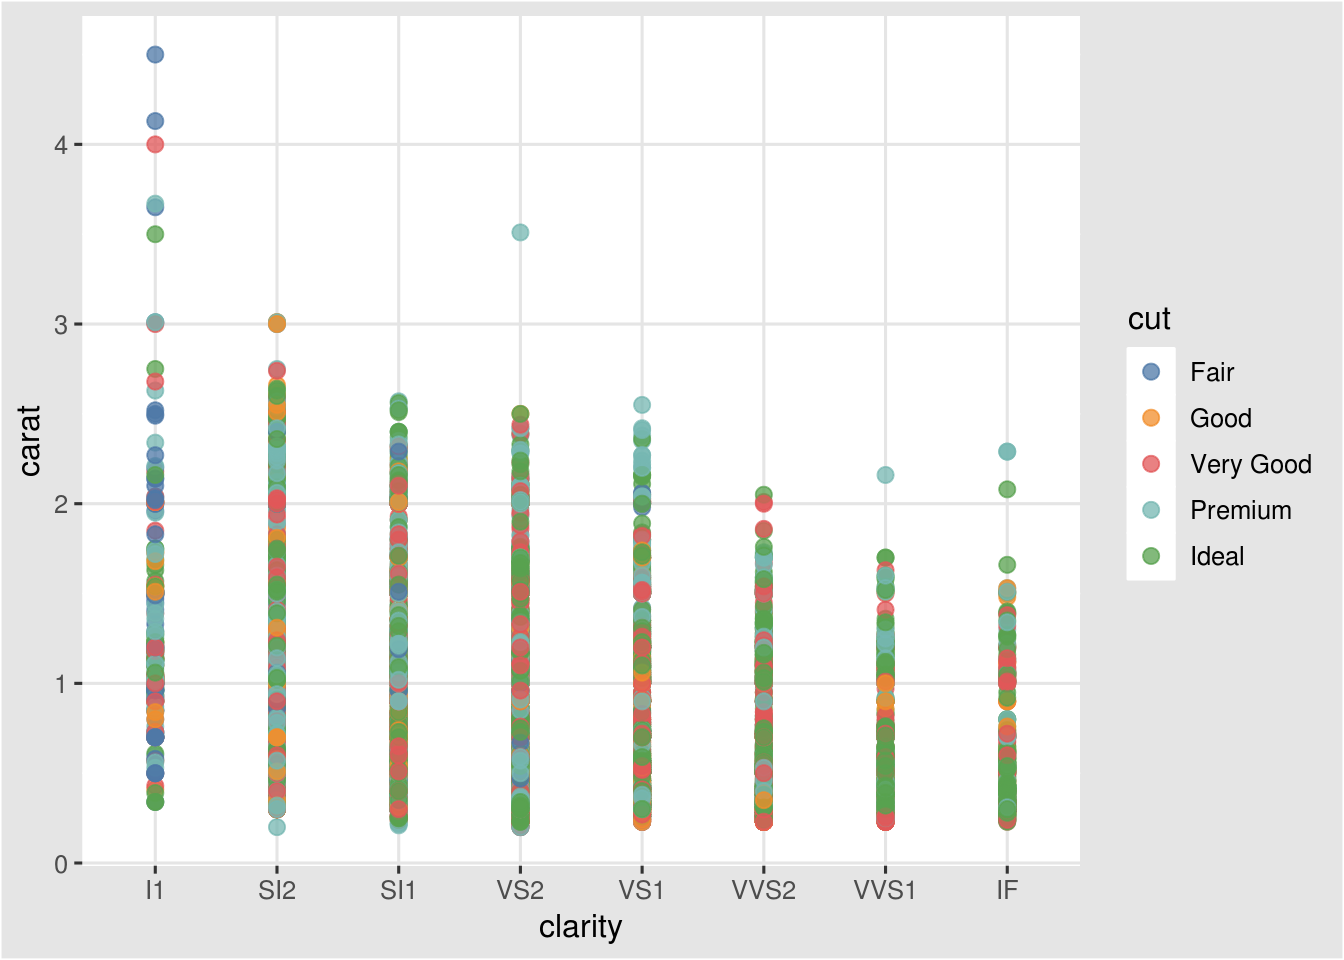 4
3
2
1
0
carat
I1 SI2 SI1 VS2 VS1 VVS2 VVS1 IF
clarity
cut
Fair
Good
Very Good
Premium
Ideal